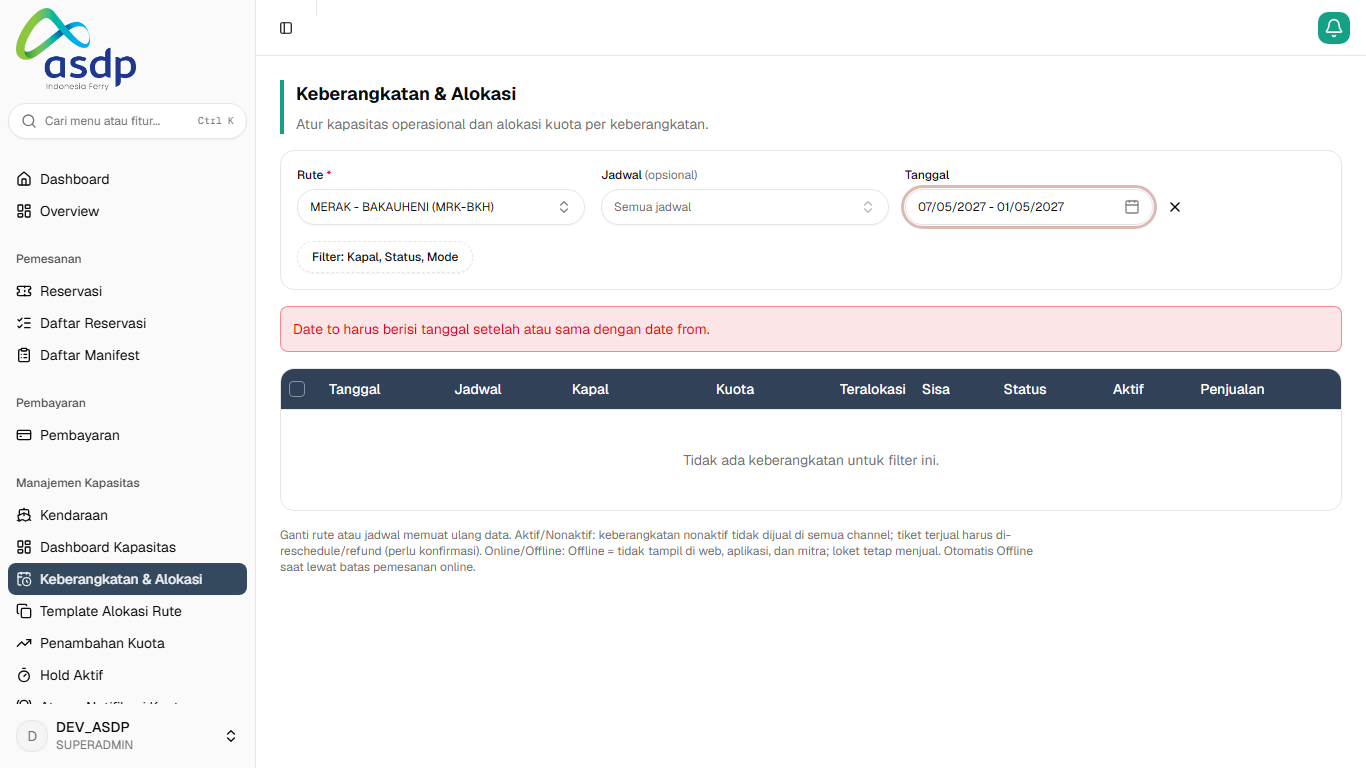 asdp
Indonesia Ferry
Cari menu atau fitur... Ctrl K
Dashboard
Overview
Pemesanan
Reservasi
Daftar Reservasi
Daftar Manifest
Pembayaran
Pembayaran
Manajemen Kapasitas
Kendaraan
Dashboard Kapasitas
Keberangkatan & Alokasi
Template Alokasi Rute
Penambahan Kuota
Hold Aktif
D
DEV_ASDP
SUPERADMIN
Keberangkatan & Alokasi
Atur kapasitas operasional dan alokasi kuota per keberangkatan.
Rute * Jadwal (opsional) Tanggal
MERAK - BAKAUHENI (MRK-BKH) Semua jadwal 07/05/2027 - 01/05/2027
Filter: Kapal, Status, Mode
Date to harus berisi tanggal setelah atau sama dengan date from.
Tanggal Jadwal Kapal Kuota Teralokasi Sisa Status Aktif Penjualan
Tidak ada keberangkatan untuk filter ini.
Ganti rute atau jadwal memuat ulang data. Aktif/Nonaktif: keberangkatan nonaktif tidak dijual di semua channel; tiket terjual harus di-
reschedule/refund (perlu konfirmasi). Online/Offline: Offline = tidak tampil di web, aplikasi, dan mitra; loket tetap menjual. Otomatis Offline
saat lewat batas pemesanan online.